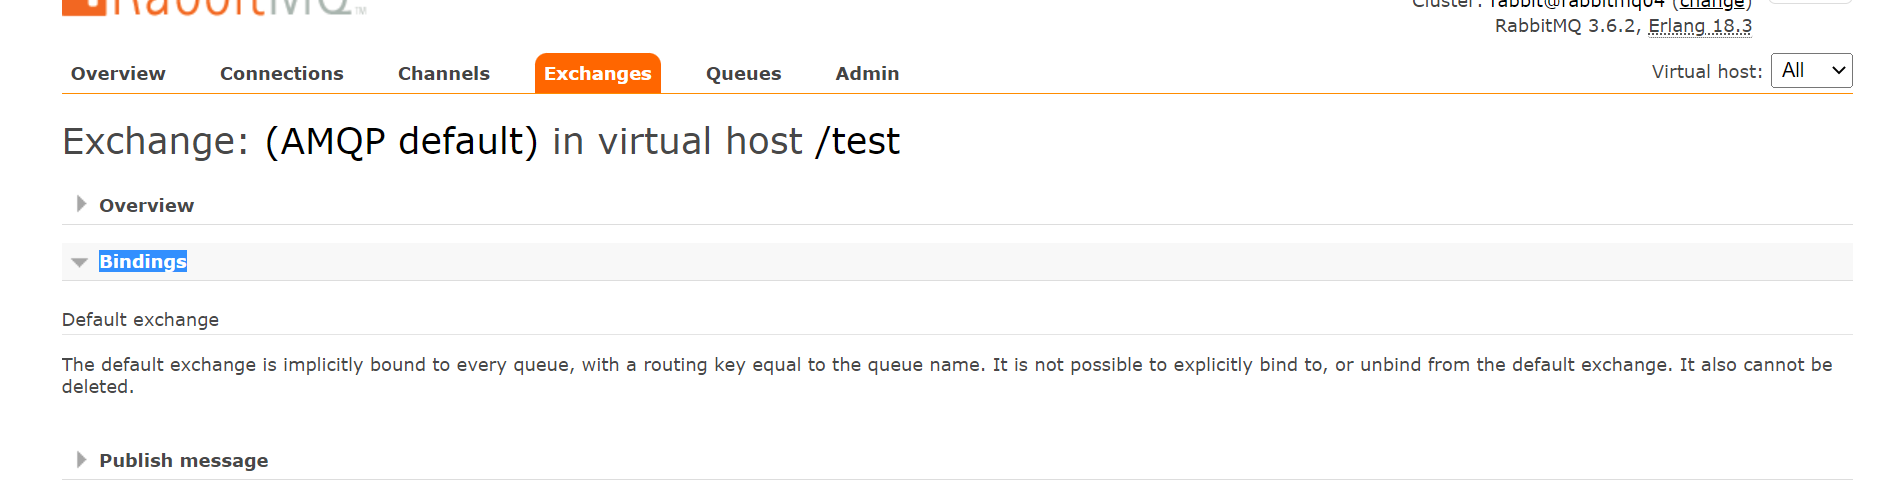 RabbitMQ™
Cluster: rabbit@rabbitmq04 (change)
RabbitMQ 3.6.2, Erlang 18.3
Overview Connections Channels Exchanges Queues Admin Virtual host: All
Exchange: (AMQP default) in virtual host /test
Overview
Bindings
Default exchange
The default exchange is implicitly bound to every queue, with a routing key equal to the queue name. It is not possible to explicitly bind to, or unbind from the default exchange. It also cannot be
deleted.
Publish message